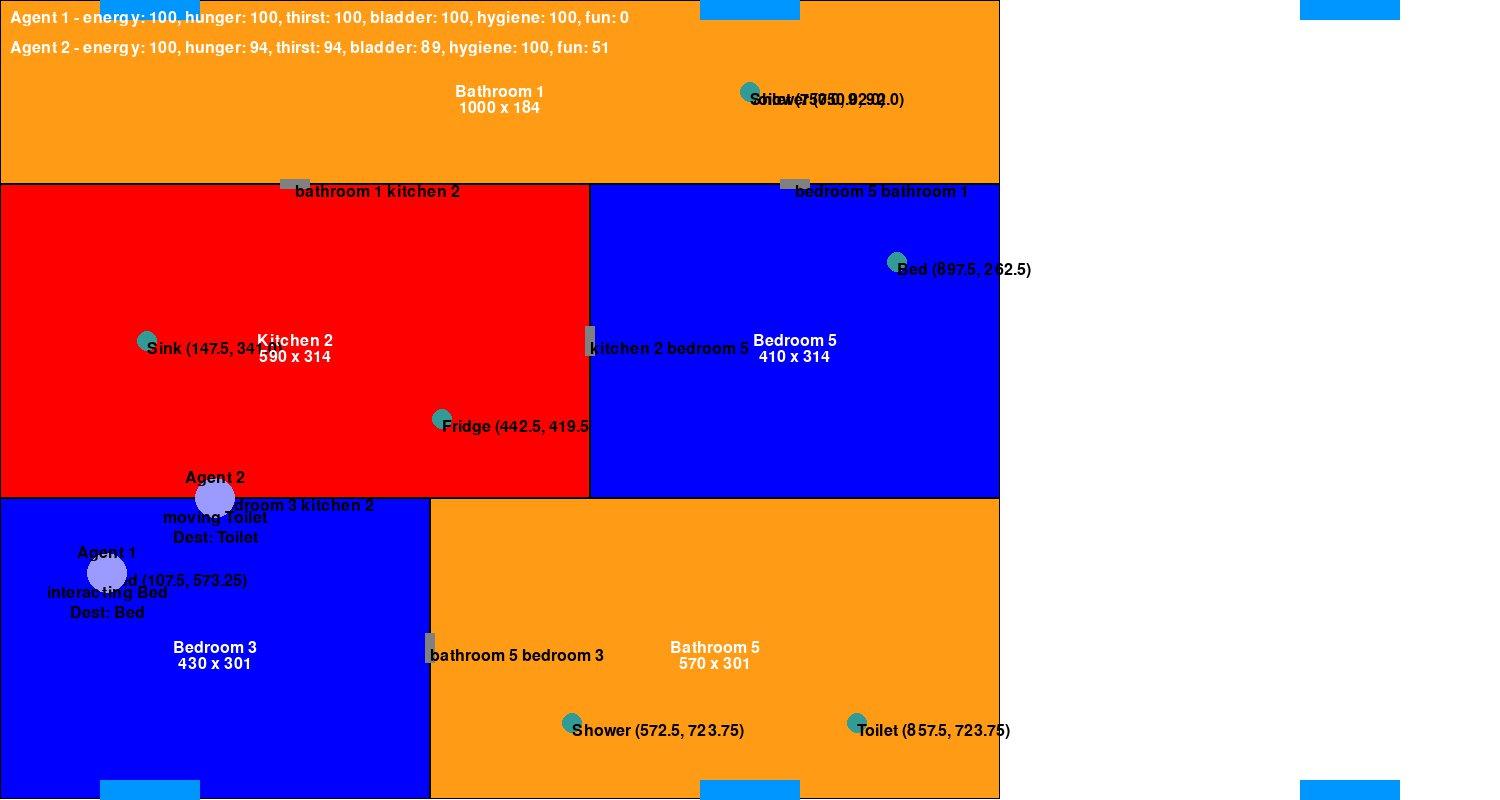 Agent 1 - energy: 100, hunger: 100, thirst: 100, bladder: 100, hygiene: 100, fun: 0
Agent 2 - energy: 100, hunger: 94, thirst: 94, bladder: 89, hygiene: 100, fun: 51
Bathroom 1
1000 x 184
bathroom 1 kitchen 2
bedroom 5 bathroom 1
Bed (897.5, 262.5)
Sink (147.5, 341.0)
Kitchen 2
590 x 314
kitchen 2 bedroom 5
Bedroom 5
410 x 314
Fridge (442.5, 419.5
Agent 2
droom 3 kitchen 2
moving Toilet
Dest: Toilet
Agent 1
d (107.5, 573.25)
interacting Bed
Dest: Bed
Bedroom 3
430 x 301
bathroom 5 bedroom 3
Bathroom 5
570 x 301
Shower (572.5, 723.75)
Toilet (857.5, 723.75)